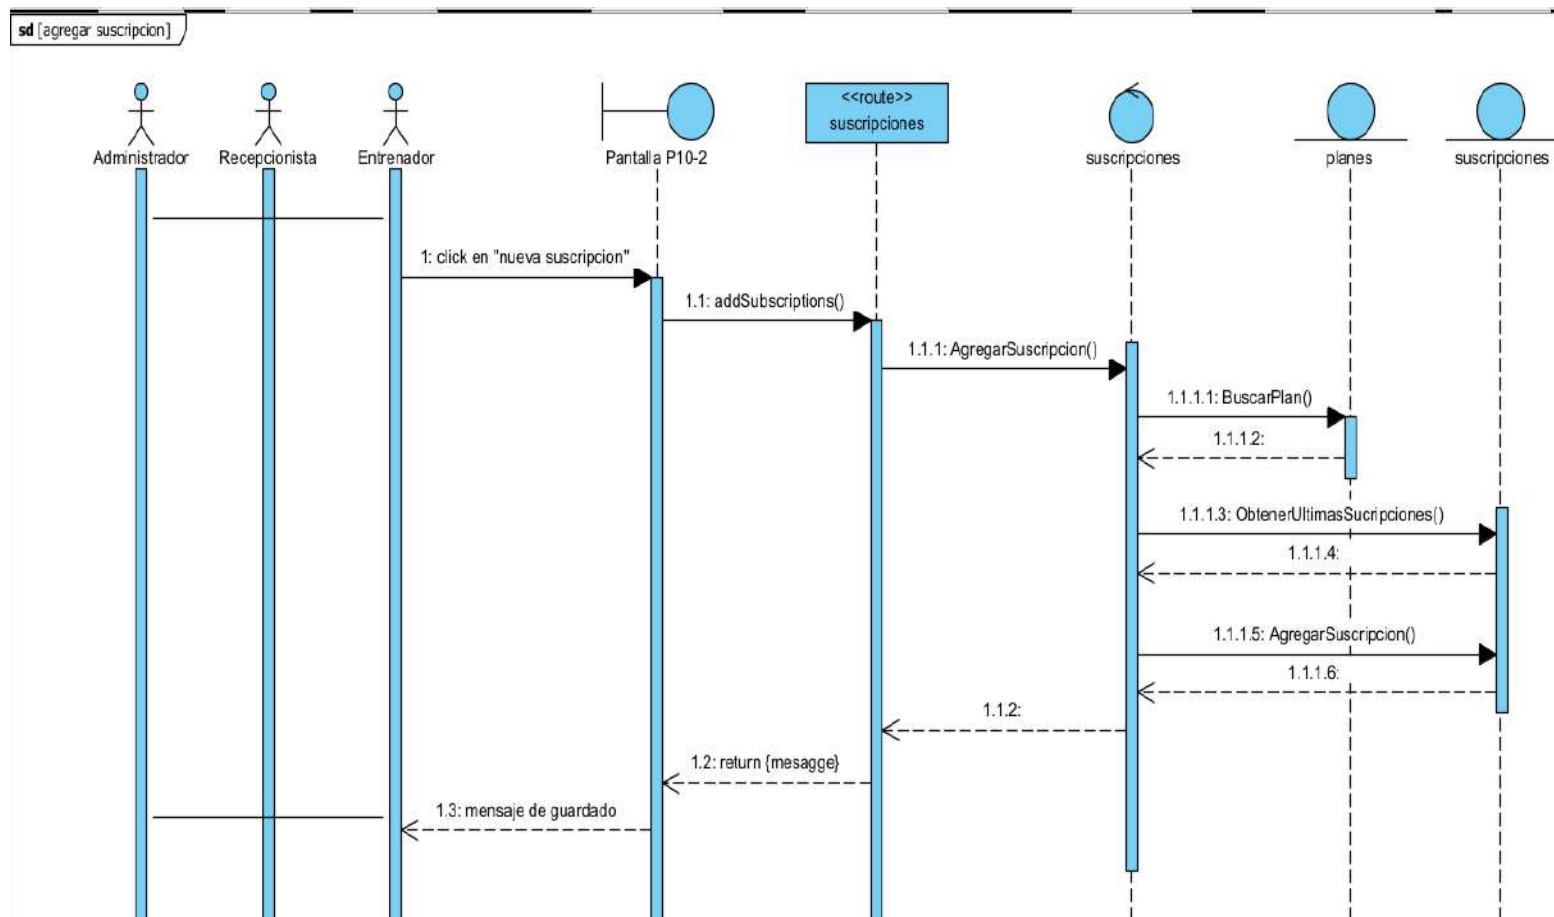 sd [agregar suscripcion]
<<route>>
suscripciones
Administrador
Recepcionista
Entrenador
Pantalla P10-2
suscripciones
planes
suscripciones
1: click en "nueva suscripcion"
1.1: addSubscriptions()
1.1.1: AgregarSuscripcion()
1.1.1.1: BuscarPlan()
1.1.1.2:
1.1.1.3: ObtenerUltimasSucripciones()
1.1.1.4:
1.1.1.5: AgregarSuscripcion()
1.1.1.6:
1.1.2:
1.2: return {mesagge}
1.3: mensaje de guardado